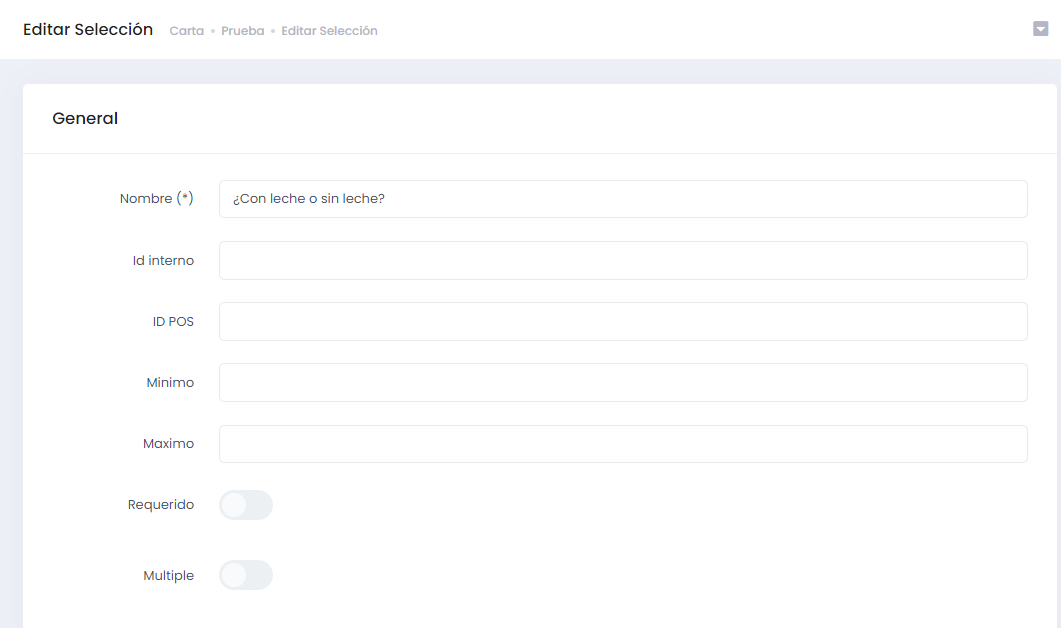 Editar Selección Carta • Prueba • Editar Selección
General
Nombre (*) ¿Con leche o sin leche?
Id interno
ID POS
Minimo
Maximo
Requerido
Multiple